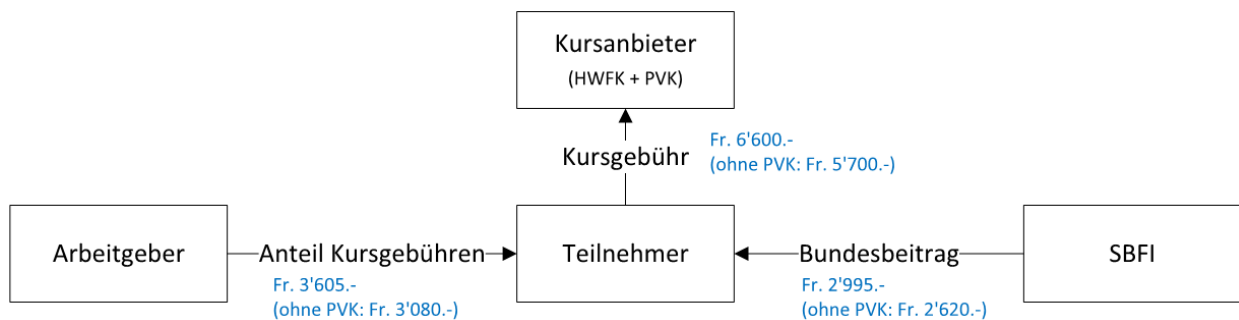 Kursanbieter
(HWFK + PVK)
Kursgebühr
Fr. 6'600.-
(ohne PVK: Fr. 5'700.-)
Arbeitgeber
Anteil Kursgebühren
Fr. 3'605.-
(ohne PVK: Fr. 3'080.-)
Teilnehmer
Bundesbeitrag
Fr. 2'995.-
(ohne PVK: Fr. 2'620.-)
SBFI